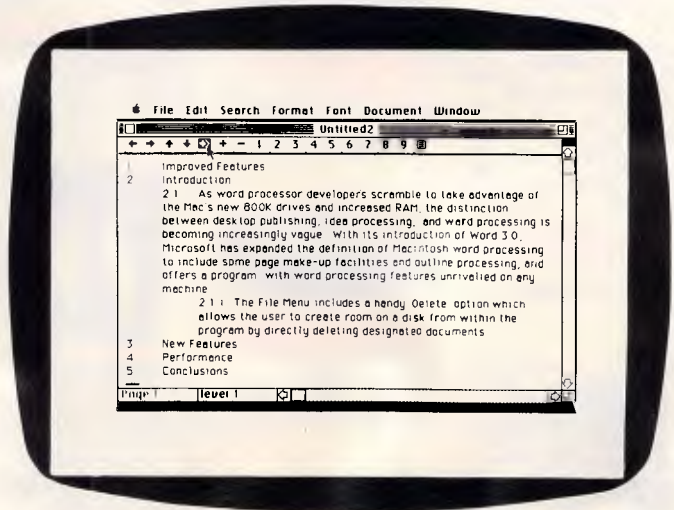 File Edit Search Format Font Document Window
Untitled2
+ - 1 2 3 4 5 6 7 8 9
1 Improved Features
2 Introduction
2 1 As word processor developers scramble to take advantage of
the Mac's new 800K drives and increased RAM, the distinction
between desktop publishing, idea processing, and word processing is
becoming increasingly vague With its introduction of Word 3.0,
Microsoft has expanded the definition of Macintosh word processing
to include some page make-up facilities and outline processing, and
offers a program with word processing features unrivalled on any
machine
2 1 1 The File Menu includes a handy Delete option which
allows the user to create room on a disk from within the
program by directly deleting designated documents
3 New Features
4 Performance
5 Conclusions
Page 1 level 1